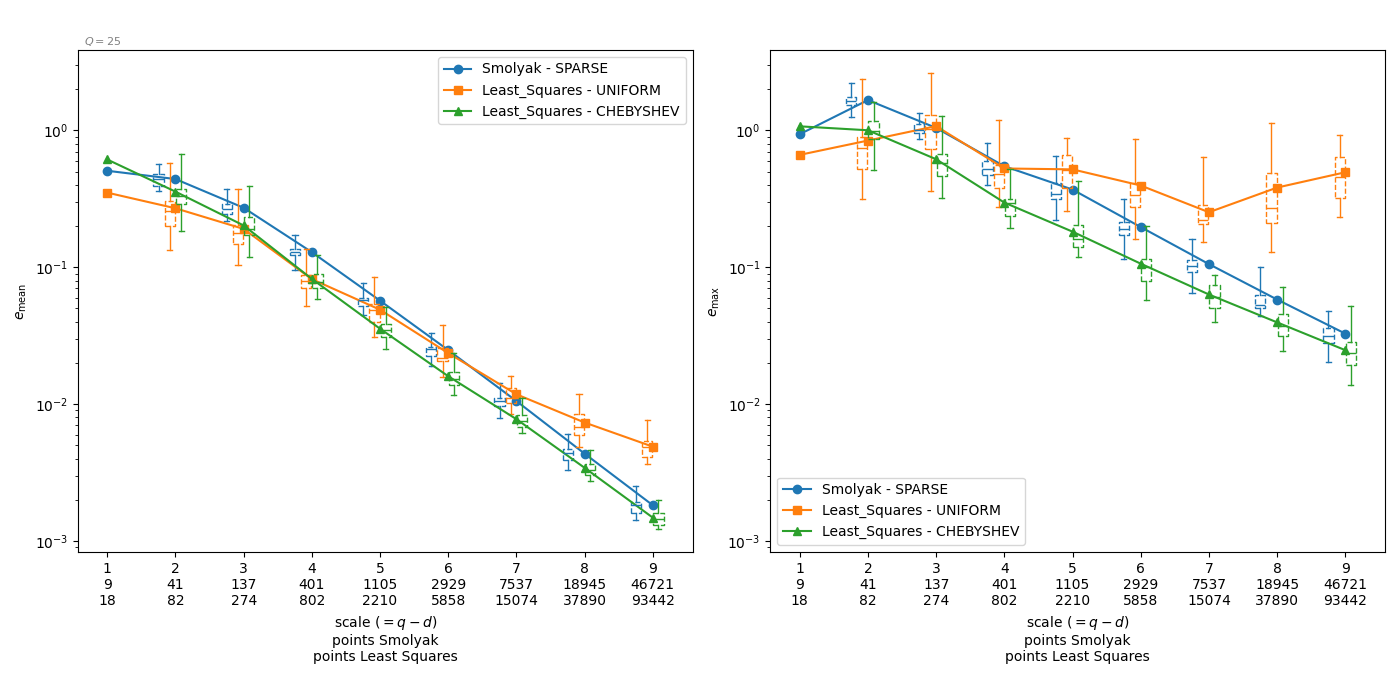 Q = 25
Smolyak - SPARSE
Least_Squares - UNIFORM
Least_Squares - CHEBYSHEV
10⁰
10⁻¹
10⁻²
10⁻³
e_mean
1 2 3 4 5 6 7 8 9
9 41 137 401 1105 2929 7537 18945 46721
18 82 274 802 2210 5858 15074 37890 93442
scale (= q − d)
points Smolyak
points Least Squares
10⁰
10⁻¹
10⁻²
10⁻³
e_max
Smolyak - SPARSE
Least_Squares - UNIFORM
Least_Squares - CHEBYSHEV
1 2 3 4 5 6 7 8 9
9 41 137 401 1105 2929 7537 18945 46721
18 82 274 802 2210 5858 15074 37890 93442
scale (= q − d)
points Smolyak
points Least Squares